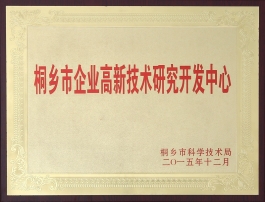 桐乡市企业高新技术研究开发中心
桐乡市科学技术局
二〇一五年十二月